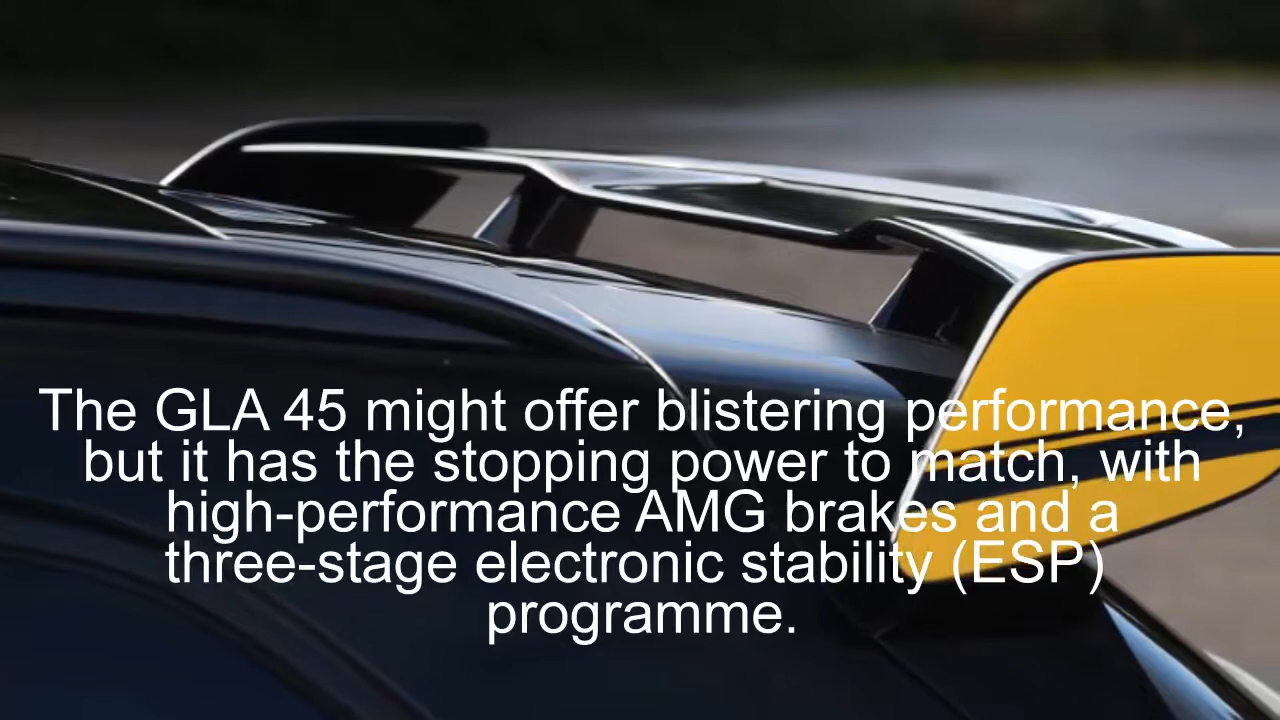 The GLA 45 might offer blistering performance,
but it has the stopping power to match, with
high-performance AMG brakes and a
three-stage electronic stability (ESP)
programme.